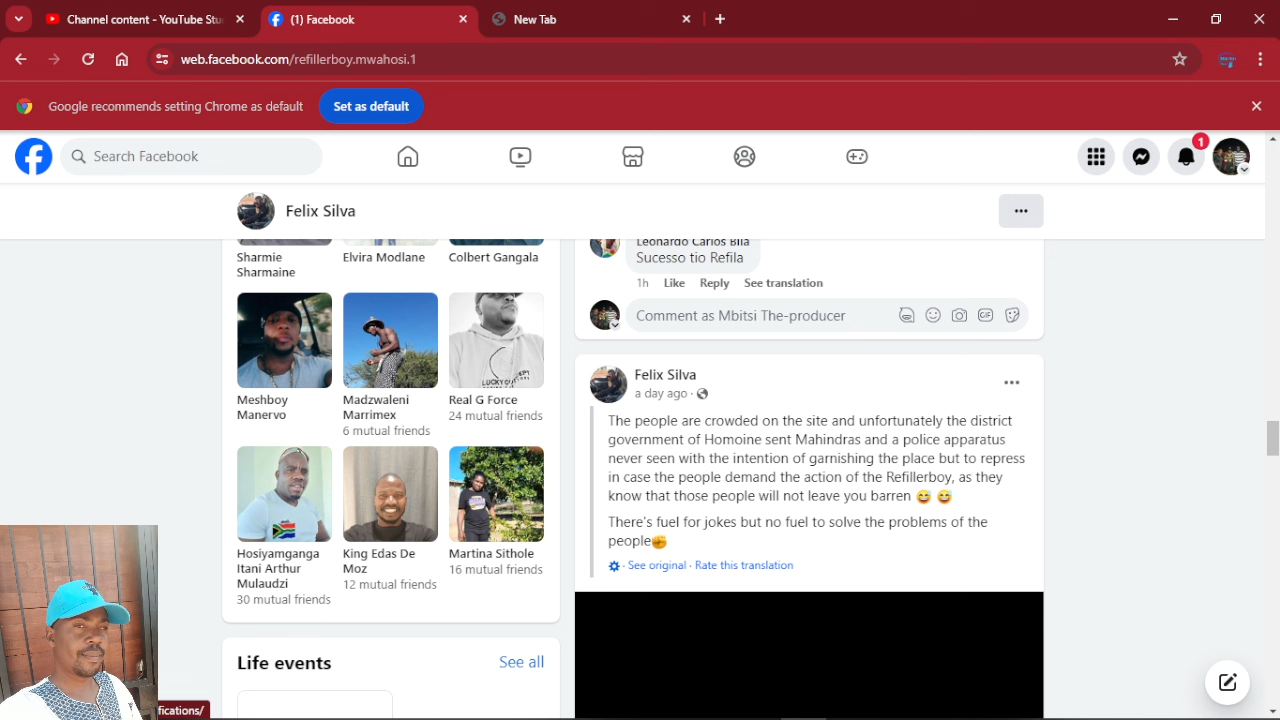 Channel content - YouTube Stu
(1) Facebook
New Tab
web.facebook.com/refillerboy.mwahosi.1
Google recommends setting Chrome as default
Set as default
Search Facebook
1
Felix Silva
Sharmie
Sharmaine
Elvira Modlane
Colbert Gangala
Meshboy
Manervo
Madzwaleni
Marrimex
6 mutual friends
Real G Force
24 mutual friends
Hosiyamganga
Itani Arthur
Mulaudzi
30 mutual friends
King Edas De
Moz
12 mutual friends
Martina Sithole
16 mutual friends
Life events
See all
Leonardo Carlos Bila
Sucesso tio Refila
1h Like Reply See translation
Comment as Mbitsi The-producer
GIF
Felix Silva
a day ago ·
The people are crowded on the site and unfortunately the district
government of Homoine sent Mahindras and a police apparatus
never seen with the intention of garnishing the place but to repress
in case the people demand the action of the Refillerboy, as they
know that those people will not leave you barren 😅 😅
There's fuel for jokes but no fuel to solve the problems of the
people✊
· See original · Rate this translation
fications/